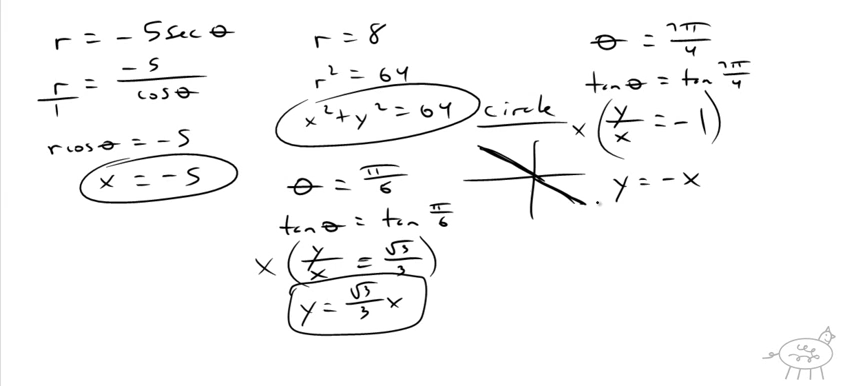 r = -5 sec θ
r/1 = -5/cos θ
r cos θ = -5
x = -5
r = 8
r² = 64
x² + y² = 64 circle
θ = π/6
tan θ = tan π/6
x (y/x = √3/3)
y = √3/3 x
θ = 7π/4
tan θ = tan 7π/4
x (y/x = -1)
y = -x